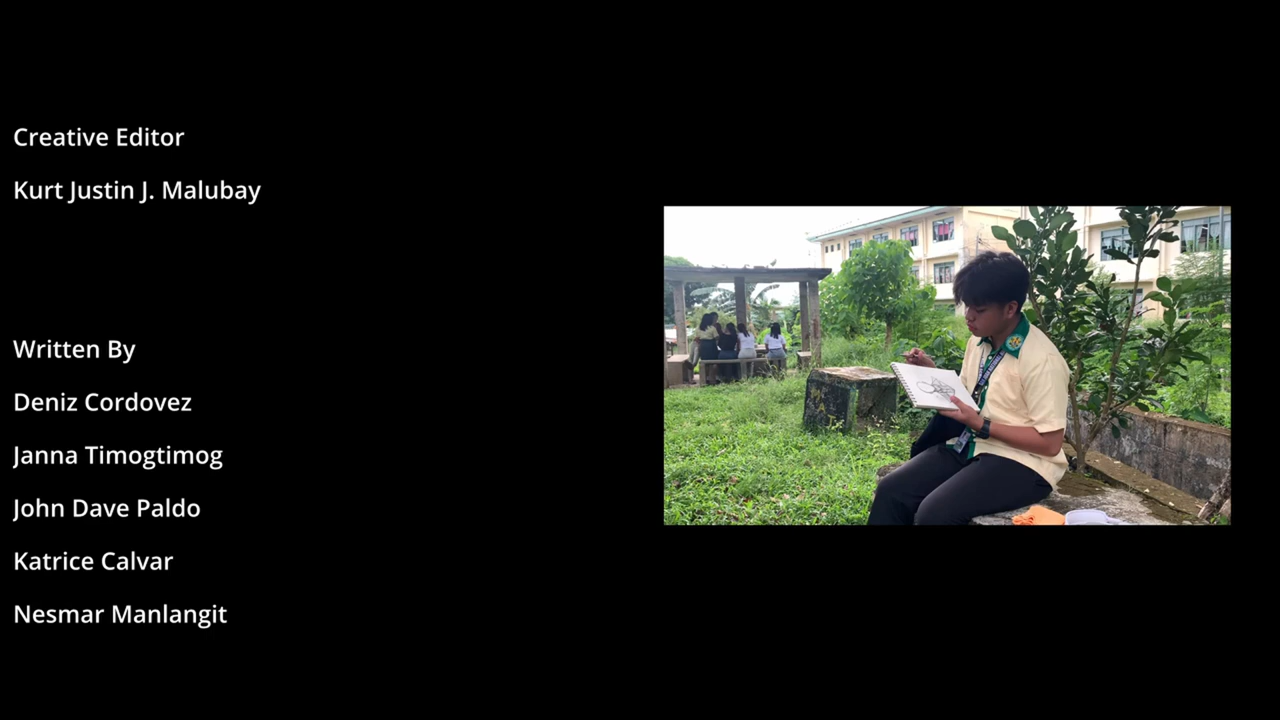 Creative Editor
Kurt Justin J. Malubay
Written By
Deniz Cordovez
Janna Timogtimog
John Dave Paldo
Katrice Calvar
Nesmar Manlangit